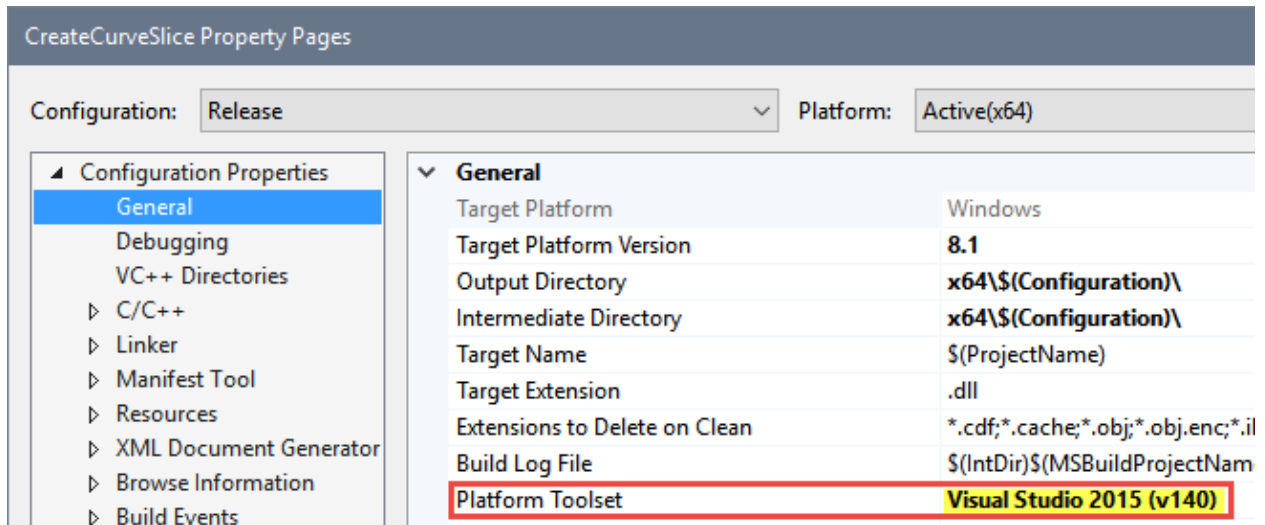 CreateCurveSlice Property Pages
Configuration: Release Platform: Active(x64)
Configuration Properties
General
Debugging
VC++ Directories
C/C++
Linker
Manifest Tool
Resources
XML Document Generator
Browse Information
Build Events
General
Target Platform Windows
Target Platform Version 8.1
Output Directory x64\$(Configuration)\
Intermediate Directory x64\$(Configuration)\
Target Name $(ProjectName)
Target Extension .dll
Extensions to Delete on Clean *.cdf;*.cache;*.obj;*.obj.enc;*.il
Build Log File $(IntDir)$(MSBuildProjectNam
Platform Toolset Visual Studio 2015 (v140)